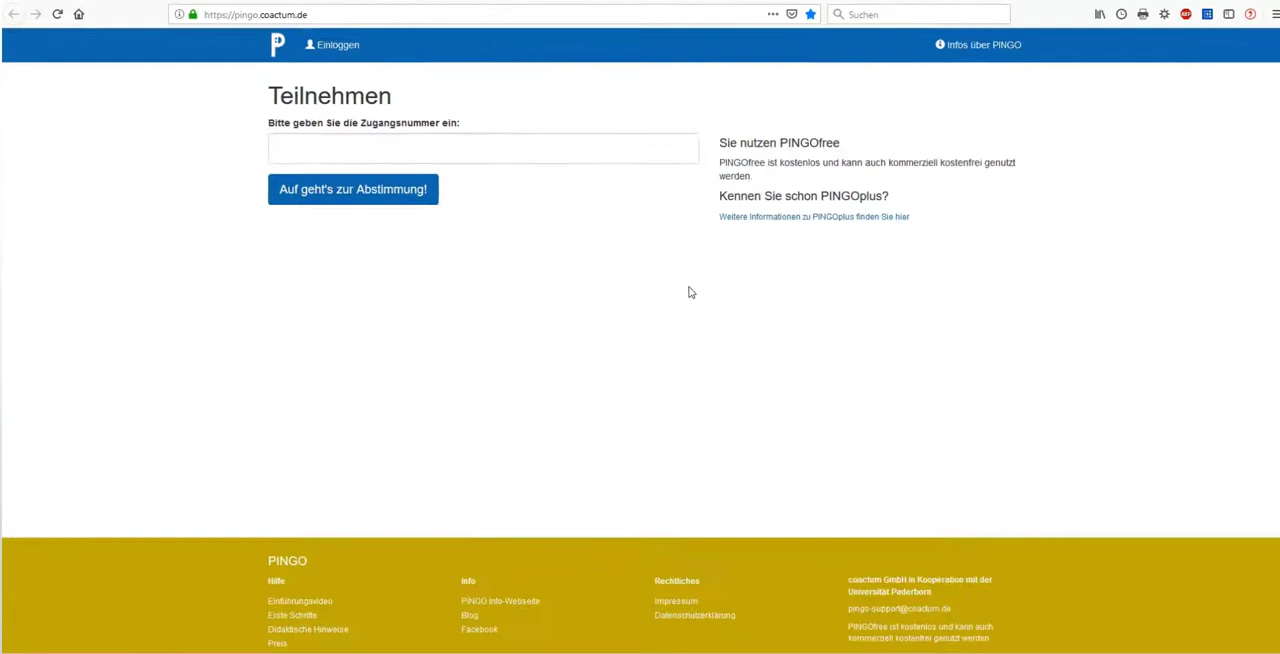 https://pingo.coactum.de
Suchen
P
Einloggen
Infos über PINGO
Teilnehmen
Bitte geben Sie die Zugangsnummer ein:
Auf geht's zur Abstimmung!
Sie nutzen PINGOfree
PINGOfree ist kostenlos und kann auch kommerziell kostenfrei genutzt
werden.
Kennen Sie schon PINGOplus?
Weitere Informationen zu PINGOplus finden Sie hier
PINGO
Hilfe
Einführungsvideo
Erste Schritte
Didaktische Hinweise
Preis
Info
PINGO Info-Webseite
Blog
Facebook
Rechtliches
Impressum
Datenschutzerklärung
coactum GmbH in Kooperation mit der
Universität Paderborn
pingo-support@coactum.de
PINGOfree ist kostenlos und kann auch
kommerziell kostenfrei genutzt werden